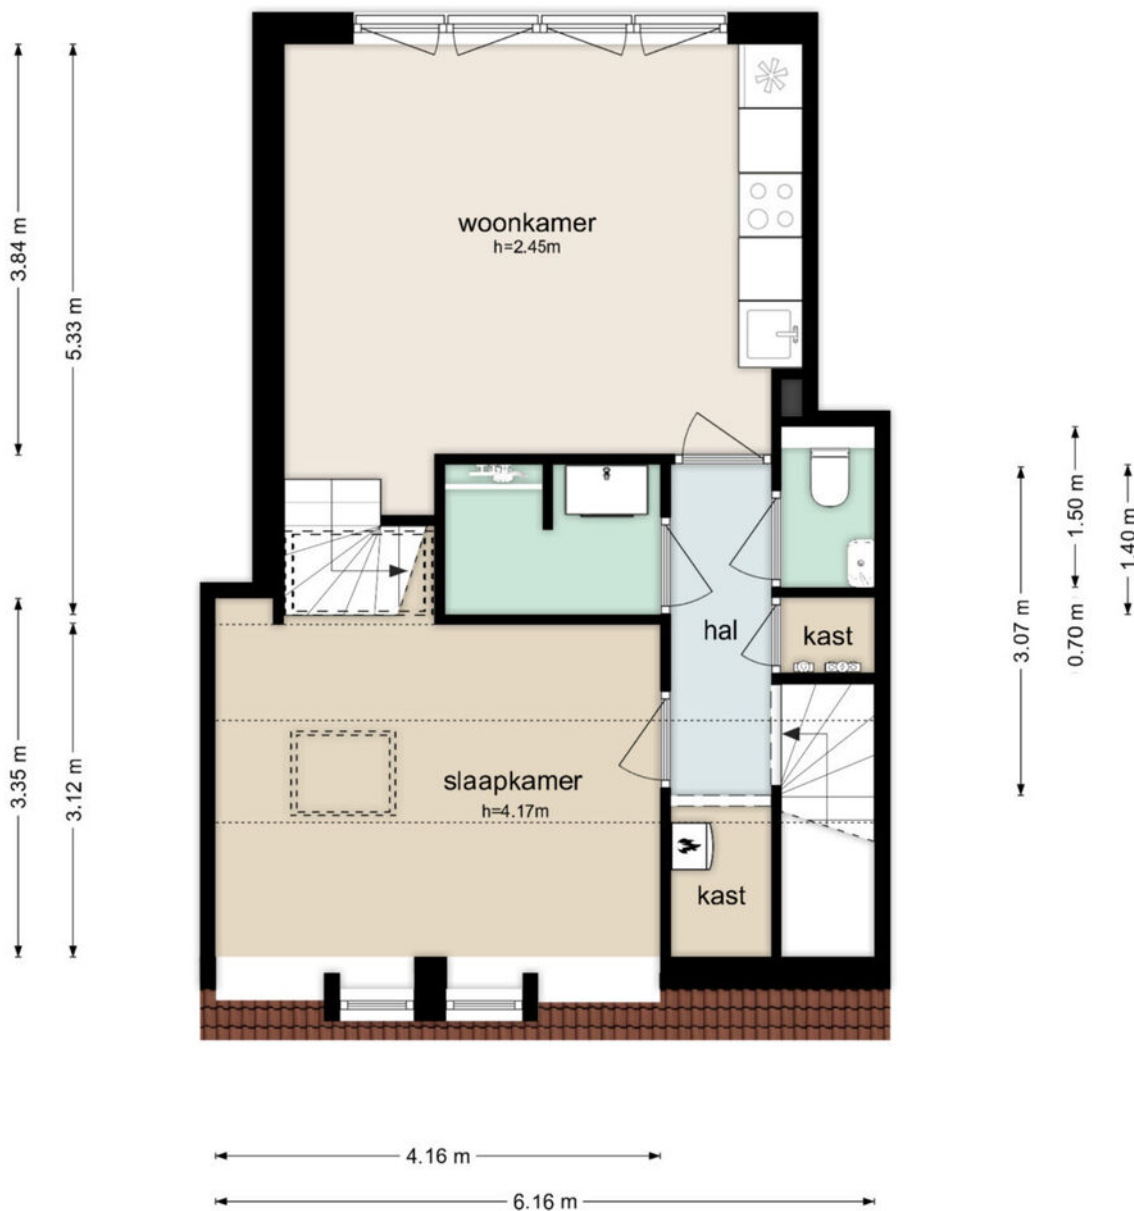 woonkamer
h=2.45m
3.84 m
5.33 m
1.50 m
1.40 m
hal
kast
3.07 m
0.70 m
slaapkamer
h=4.17m
3.35 m
3.12 m
kast
4.16 m
6.16 m